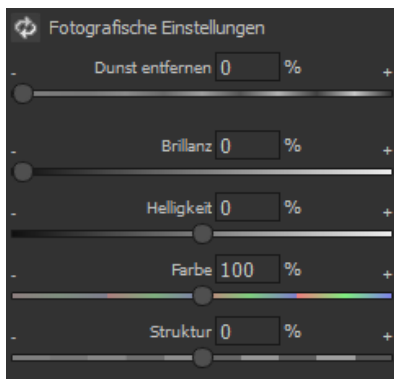 Fotografische Einstellungen
Dunst entfernen 0 %
- +
Brillanz 0 %
- +
Helligkeit 0 %
- +
Farbe 100 %
- +
Struktur 0 %
- +